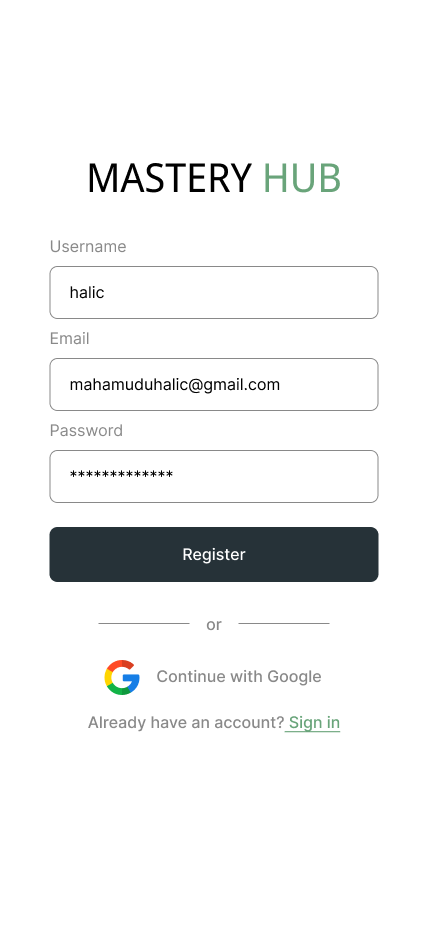 MASTERY HUB
Username
halic
Email
mahamuduhalic@gmail.com
Password
*************
Register
or
Continue with Google
Already have an account? Sign in